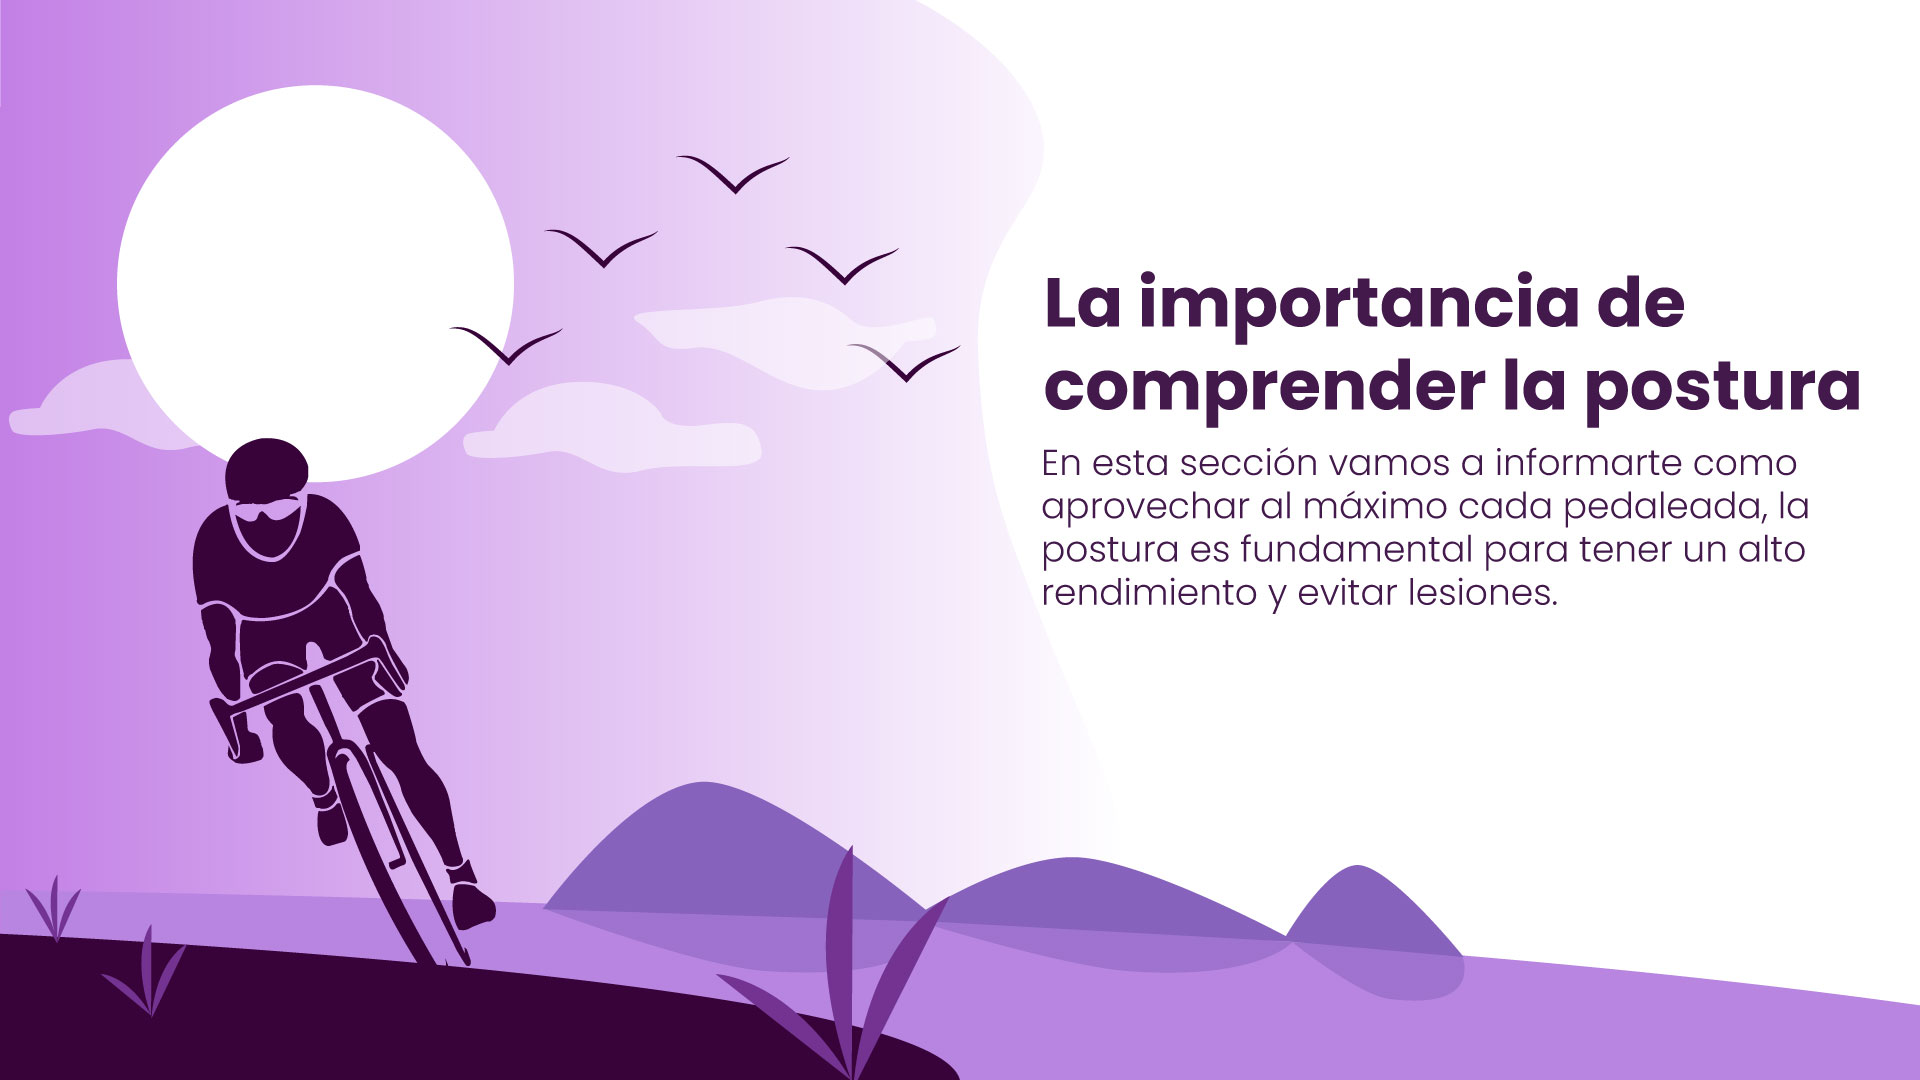 La importancia de
comprender la postura
En esta sección vamos a informarte como
aprovechar al máximo cada pedaleada, la
postura es fundamental para tener un alto
rendimiento y evitar lesiones.